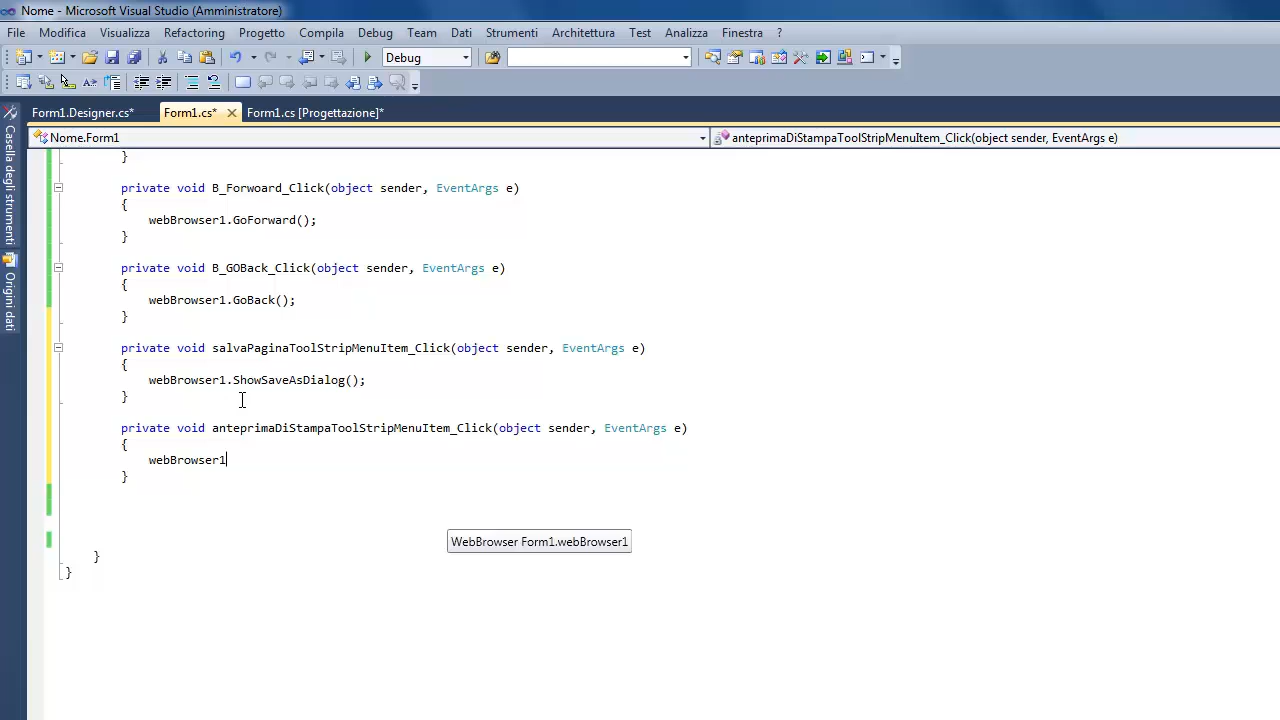 Nome - Microsoft Visual Studio (Amministratore)
File Modifica Visualizza Refactoring Progetto Compila Debug Team Dati Strumenti Architettura Test Analizza Finestra ?
Debug
Form1.Designer.cs* Form1.cs* Form1.cs [Progettazione]*
Nome.Form1 anteprimaDiStampaToolStripMenuItem_Click(object sender, EventArgs e)
Casella degli strumenti
Origini dati
}
private void B_Forwoard_Click(object sender, EventArgs e)
{
webBrowser1.GoForward();
}
private void B_GOBack_Click(object sender, EventArgs e)
{
webBrowser1.GoBack();
}
private void salvaPaginaToolStripMenuItem_Click(object sender, EventArgs e)
{
webBrowser1.ShowSaveAsDialog();
}
private void anteprimaDiStampaToolStripMenuItem_Click(object sender, EventArgs e)
{
webBrowser1
}
WebBrowser Form1.webBrowser1
}
}